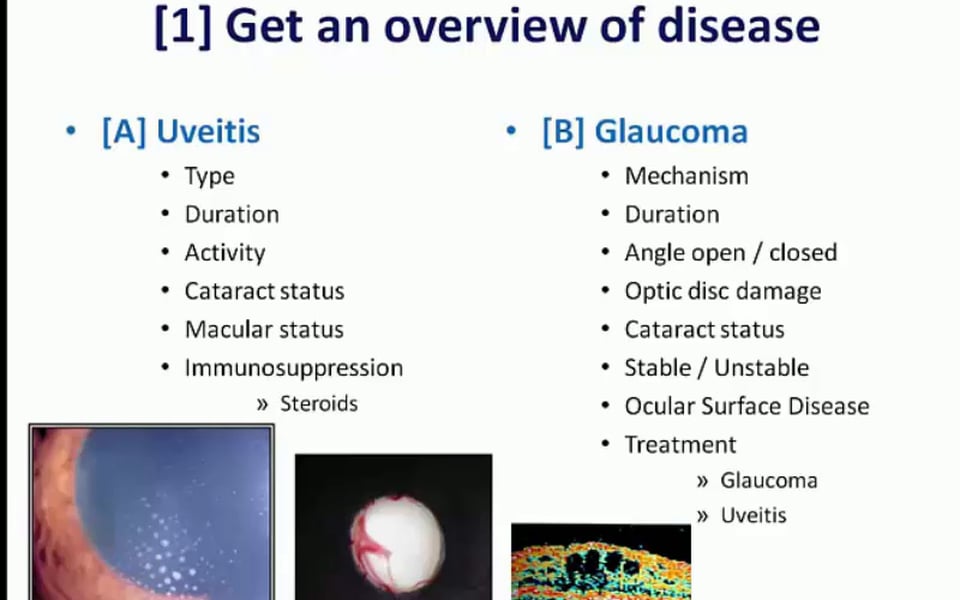 [1] Get an overview of disease
• [A] Uveitis
• Type
• Duration
• Activity
• Cataract status
• Macular status
• Immunosuppression
» Steroids
• [B] Glaucoma
• Mechanism
• Duration
• Angle open / closed
• Optic disc damage
• Cataract status
• Stable / Unstable
• Ocular Surface Disease
• Treatment
» Glaucoma
» Uveitis